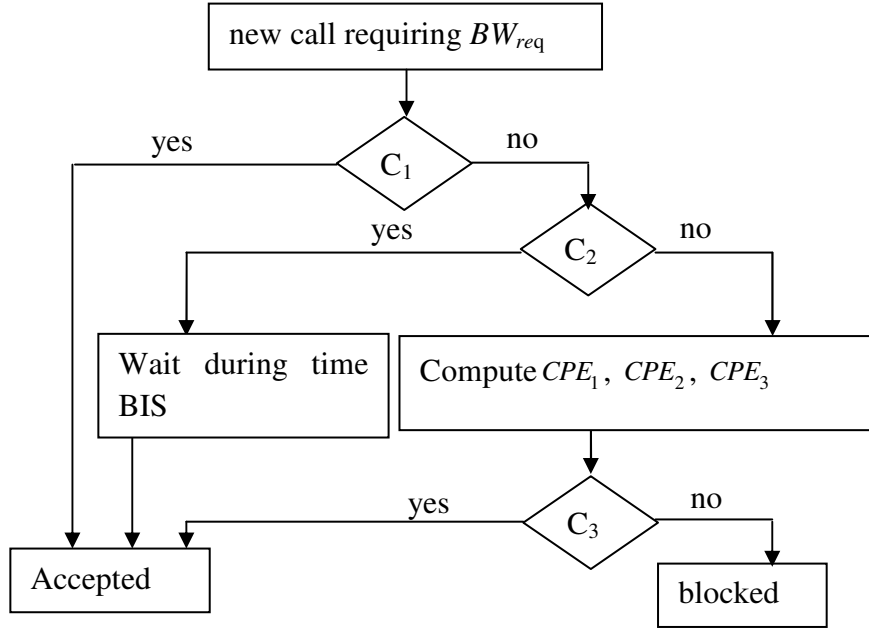 new call requiring BW_req
yes
no
C₁
yes
no
C₂
Wait during time
BIS
Compute CPE₁, CPE₂, CPE₃
yes
no
C₃
Accepted
blocked